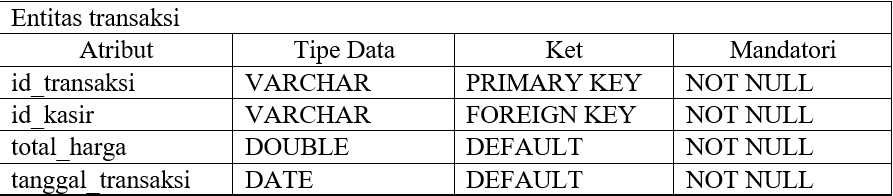 Entitas transaksi
Atribut Tipe Data Ket Mandatori
id_transaksi VARCHAR PRIMARY KEY NOT NULL
id_kasir VARCHAR FOREIGN KEY NOT NULL
total_harga DOUBLE DEFAULT NOT NULL
tanggal_transaksi DATE DEFAULT NOT NULL